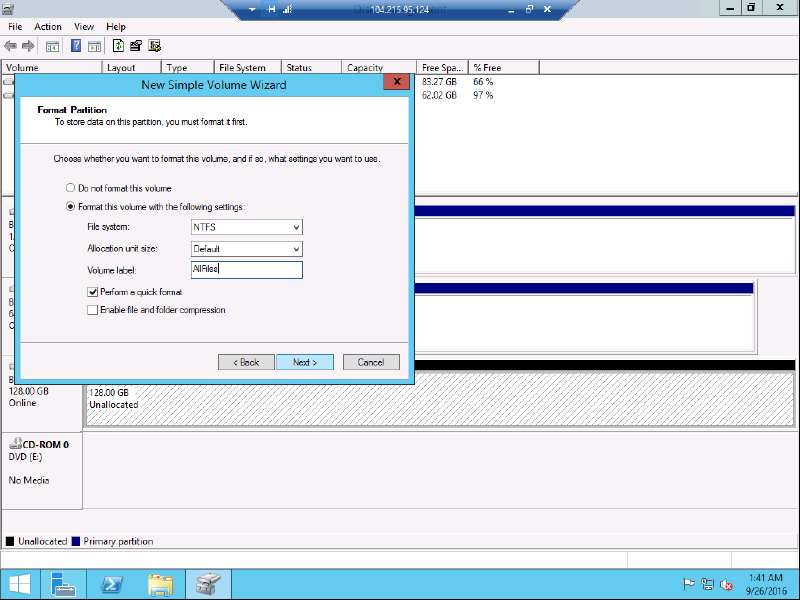 104.215.95.124
File Action View Help
Volume Layout Type File System Status Capacity Free Spa... % Free
83.27 GB 66 %
62.02 GB 97 %
New Simple Volume Wizard
Format Partition
To store data on this partition, you must format it first.
Choose whether you want to format this volume, and if so, what settings you want to use.
Do not format this volume
Format this volume with the following settings:
File system: NTFS
Allocation unit size: Default
Volume label: AllFiles
Perform a quick format
Enable file and folder compression
< Back Next > Cancel
128.00 GB
Online
128.00 GB
Unallocated
CD-ROM 0
DVD (E:)
No Media
Unallocated Primary partition
1:41 AM
9/26/2016